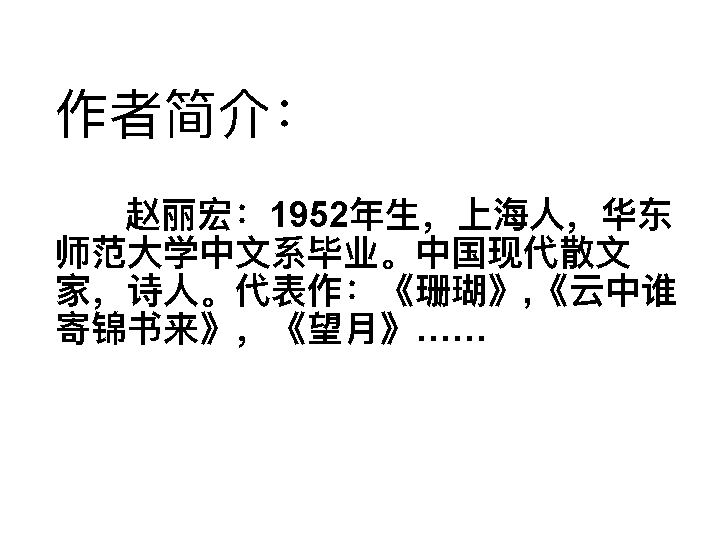 作者简介：
赵丽宏：1952年生，上海人，华东
师范大学中文系毕业。中国现代散文
家，诗人。代表作：《珊瑚》,《云中谁
寄锦书来》，《望月》……